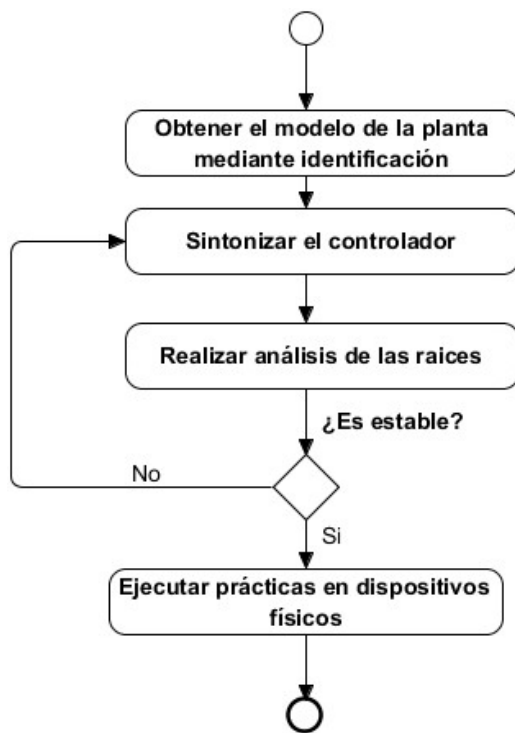 Obtener el modelo de la planta
mediante identificación
Sintonizar el controlador
Realizar análisis de las raices
¿Es estable?
No
Si
Ejecutar prácticas en dispositivos
físicos